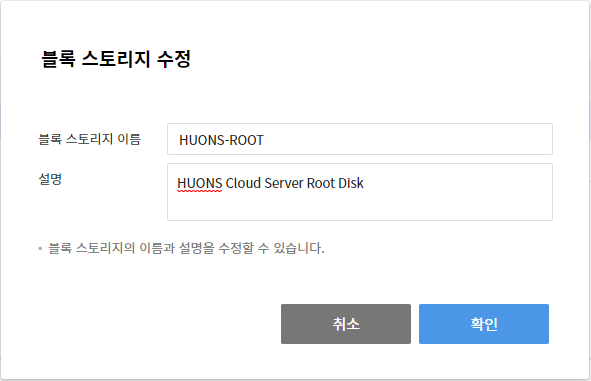 블록 스토리지 수정
블록 스토리지 이름 HUONS-ROOT
설명 HUONS Cloud Server Root Disk
• 블록 스토리지의 이름과 설명을 수정할 수 있습니다.
취소 확인